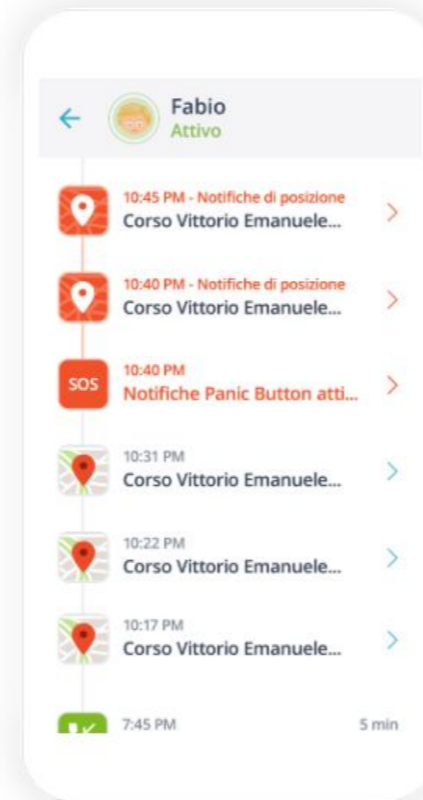 Fabio
Attivo
10:45 PM - Notifiche di posizione
Corso Vittorio Emanuele...
10:40 PM - Notifiche di posizione
Corso Vittorio Emanuele...
SOS
10:40 PM
Notifiche Panic Button atti...
10:31 PM
Corso Vittorio Emanuele...
10:22 PM
Corso Vittorio Emanuele...
10:17 PM
Corso Vittorio Emanuele...
7:45 PM 5 min